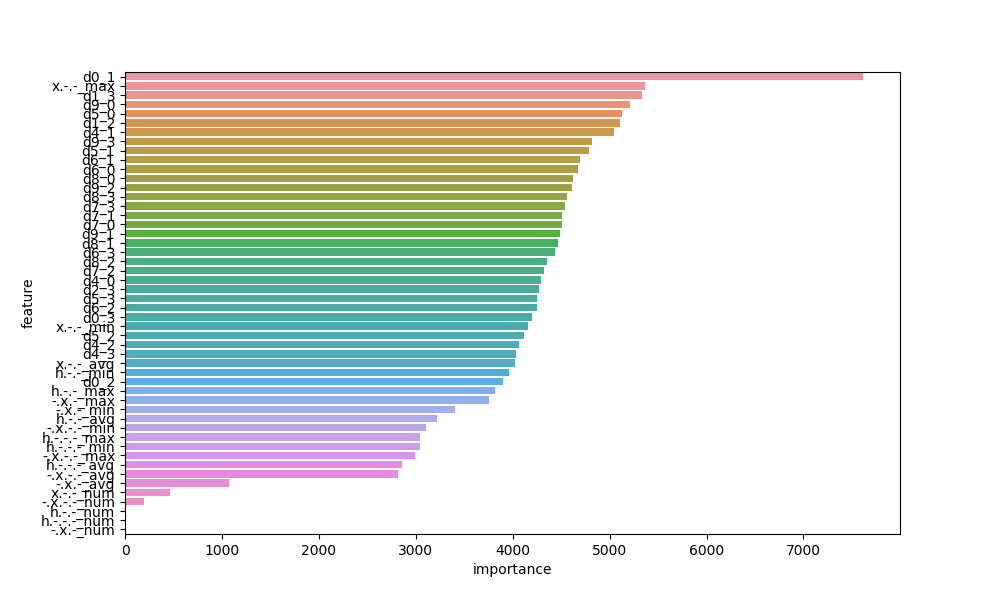 d0_1
x.-.-_max
d1_3
d9_0
d5_0
d1_2
d4_1
d9_3
d5_1
d6_1
d6_0
d8_0
d9_2
d8_3
d7_3
d7_1
d7_0
d9_1
d8_1
d6_3
d8_2
d7_2
d4_0
d2_3
d5_3
d6_2
d0_3
x.-.-_min
d5_2
d4_2
d4_3
x.-.-_avg
h.-.-_min
d0_2
h.-.-_max
-.x.-_max
-.x.-_min
h.-.-_avg
-.x.-.-_min
h.-.-.-_max
h.-.-.-_min
-.x.-.-_max
h.-.-.-_avg
-.x.-.-_avg
-.x.-_avg
x.-.-_num
-.x.-.-_num
h.-.-_num
h.-.-.-_num
-.x.-_num
feature
0 1000 2000 3000 4000 5000 6000 7000
importance